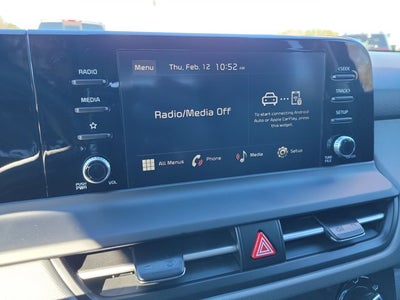 Menu
Thu, Feb. 12 10:52 AM
RADIO
MEDIA
PUSH PWR
VOL
Radio/Media Off
To start connecting Android
Auto or Apple CarPlay, press
this widget.
All Menus
Phone
Media
Setup
<SEEK
TRACK>
SETUP
TUNE
FILE